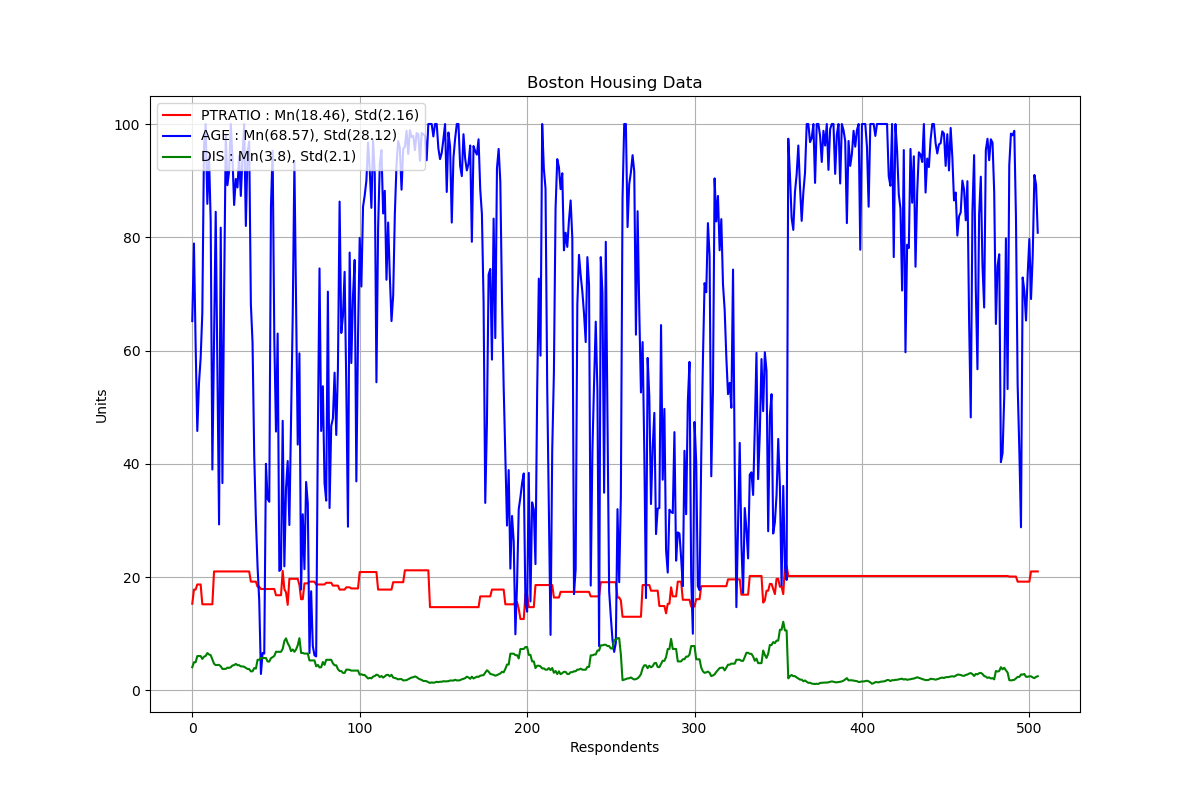 Boston Housing Data
PTRATIO : Mn(18.46), Std(2.16)
AGE : Mn(68.57), Std(28.12)
DIS : Mn(3.8), Std(2.1)
100
80
60
40
20
0
Units
0 100 200 300 400 500
Respondents